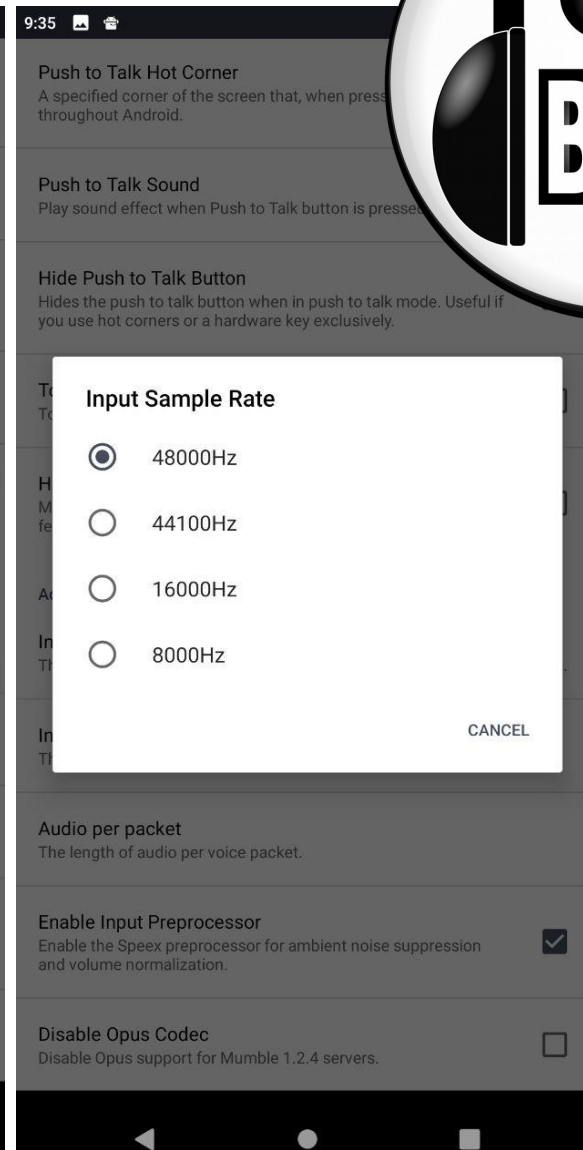 9:35
Push to Talk Hot Corner
A specified corner of the screen that, when
throughout Android.
Push to Talk Sound
Play sound effect when Push to Talk button is
Hide Push to Talk Button
Hides the push to talk button when in push to talk mode. Useful if
you use hot corners or a hardware key exclusively.
Input Sample Rate
48000Hz
44100Hz
16000Hz
8000Hz
CANCEL
Audio per packet
The length of audio per voice packet.
Enable Input Preprocessor
Enable the Speex preprocessor for ambient noise suppression
and volume normalization.
Disable Opus Codec
Disable Opus support for Mumble 1.2.4 servers.